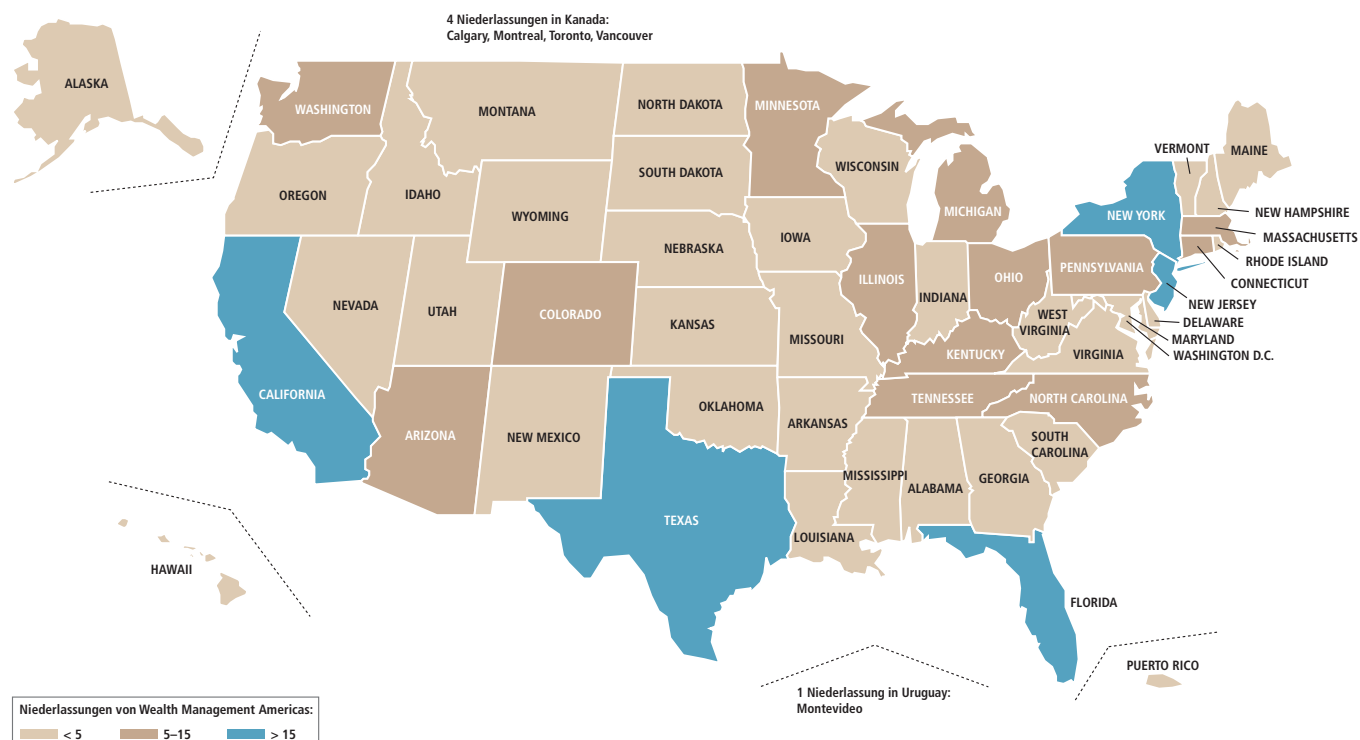 4 Niederlassungen in Kanada:
Calgary, Montreal, Toronto, Vancouver
ALASKA
WASHINGTON
MONTANA
NORTH DAKOTA
MINNESOTA
VERMONT
MAINE
OREGON
IDAHO
SOUTH DAKOTA
WISCONSIN
WYOMING
MICHIGAN
NEW YORK
NEW HAMPSHIRE
MASSACHUSETTS
NEBRASKA
IOWA
RHODE ISLAND
PENNSYLVANIA
CONNECTICUT
ILLINOIS
OHIO
INDIANA
NEVADA
UTAH
COLORADO
NEW JERSEY
KANSAS
WEST
VIRGINIA
DELAWARE
MISSOURI
MARYLAND
KENTUCKY
VIRGINIA
WASHINGTON D.C.
CALIFORNIA
TENNESSEE
NORTH CAROLINA
OKLAHOMA
ARIZONA
NEW MEXICO
ARKANSAS
SOUTH
CAROLINA
MISSISSIPPI
ALABAMA
GEORGIA
TEXAS
LOUISIANA
HAWAII
FLORIDA
PUERTO RICO
1 Niederlassung in Uruguay:
Montevideo
Niederlassungen von Wealth Management Americas:
< 5 5–15 > 15